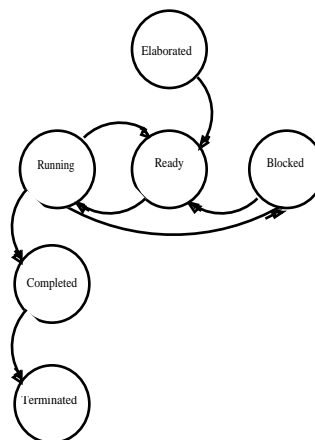 Elaborated
Running
Ready
Blocked
Completed
Terminated